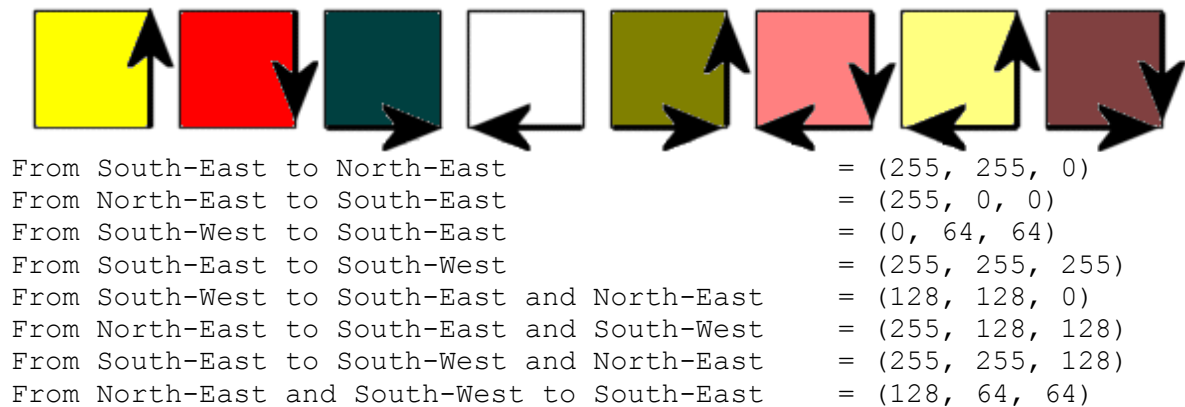 From South-East to North-East = (255, 255, 0)
From North-East to South-East = (255, 0, 0)
From South-West to South-East = (0, 64, 64)
From South-East to South-West = (255, 255, 255)
From South-West to South-East and North-East = (128, 128, 0)
From North-East to South-East and South-West = (255, 128, 128)
From South-East to South-West and North-East = (255, 255, 128)
From North-East and South-West to South-East = (128, 64, 64)